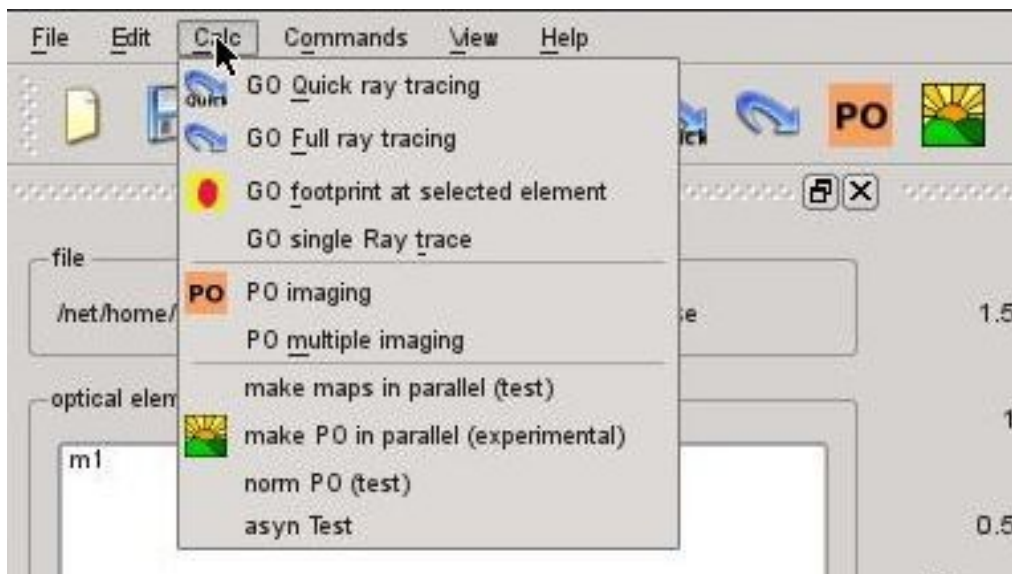 File Edit Calc Commands View Help
Quick GO Quick ray tracing
GO Full ray tracing
GO footprint at selected element
GO single Ray trace
PO PO imaging
PO multiple imaging
make maps in parallel (test)
make PO in parallel (experimental)
norm PO (test)
asyn Test
PO
file
/net/home/
optical elem
m1
1.5
1
0.5